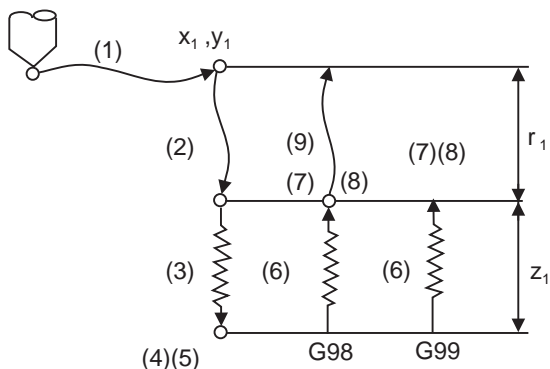 (1)
x1 ,y1
(2)
(9)
(7)(8)
r1
(7)
(8)
(3)
(6)
(6)
z1
(4)(5)
G98
G99